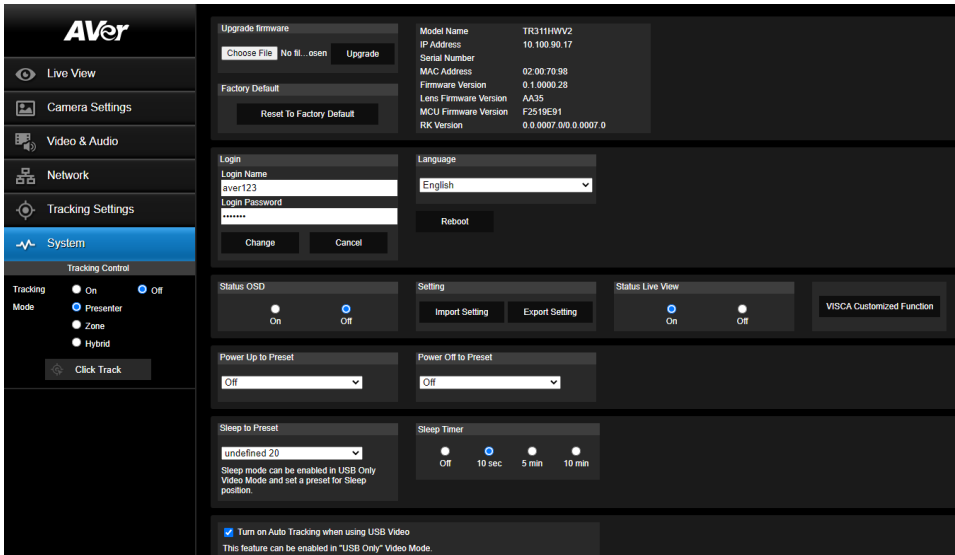 AVer
Live View
Camera Settings
Video & Audio
Network
Tracking Settings
System
Tracking Control
Tracking On Off
Mode Presenter
Zone
Hybrid
Click Track
Upgrade firmware
Choose File No fil...osen Upgrade
Factory Default
Reset To Factory Default
Model Name TR311HWV2
IP Address 10.100.90.17
Serial Number
MAC Address 02:00:70:98
Firmware Version 0.1.0000.28
Lens Firmware Version AA35
MCU Firmware Version F2519E91
RK Version 0.0.0007.0/0.0.0007.0
Login
Login Name
aver123
Login Password
•••••••
Change Cancel
Language
English
Reboot
Status OSD
On Off
Setting
Import Setting Export Setting
Status Live View
On Off
VISCA Customized Function
Power Up to Preset
Off
Power Off to Preset
Off
Sleep to Preset
undefined 20
Sleep mode can be enabled in USB Only
Video Mode and set a preset for Sleep
position.
Sleep Timer
Off 10 sec 5 min 10 min
Turn on Auto Tracking when using USB Video
This feature can be enabled in "USB Only" Video Mode.